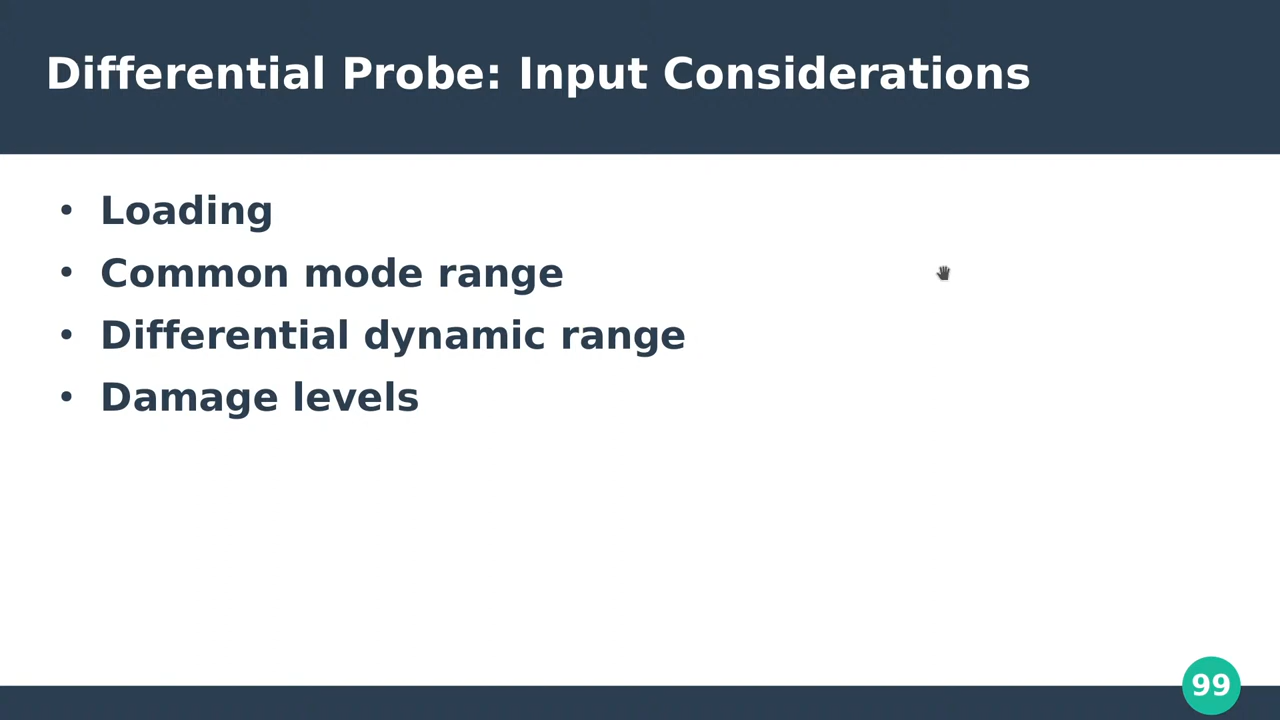 Differential Probe: Input Considerations
• Loading
• Common mode range
• Differential dynamic range
• Damage levels
99